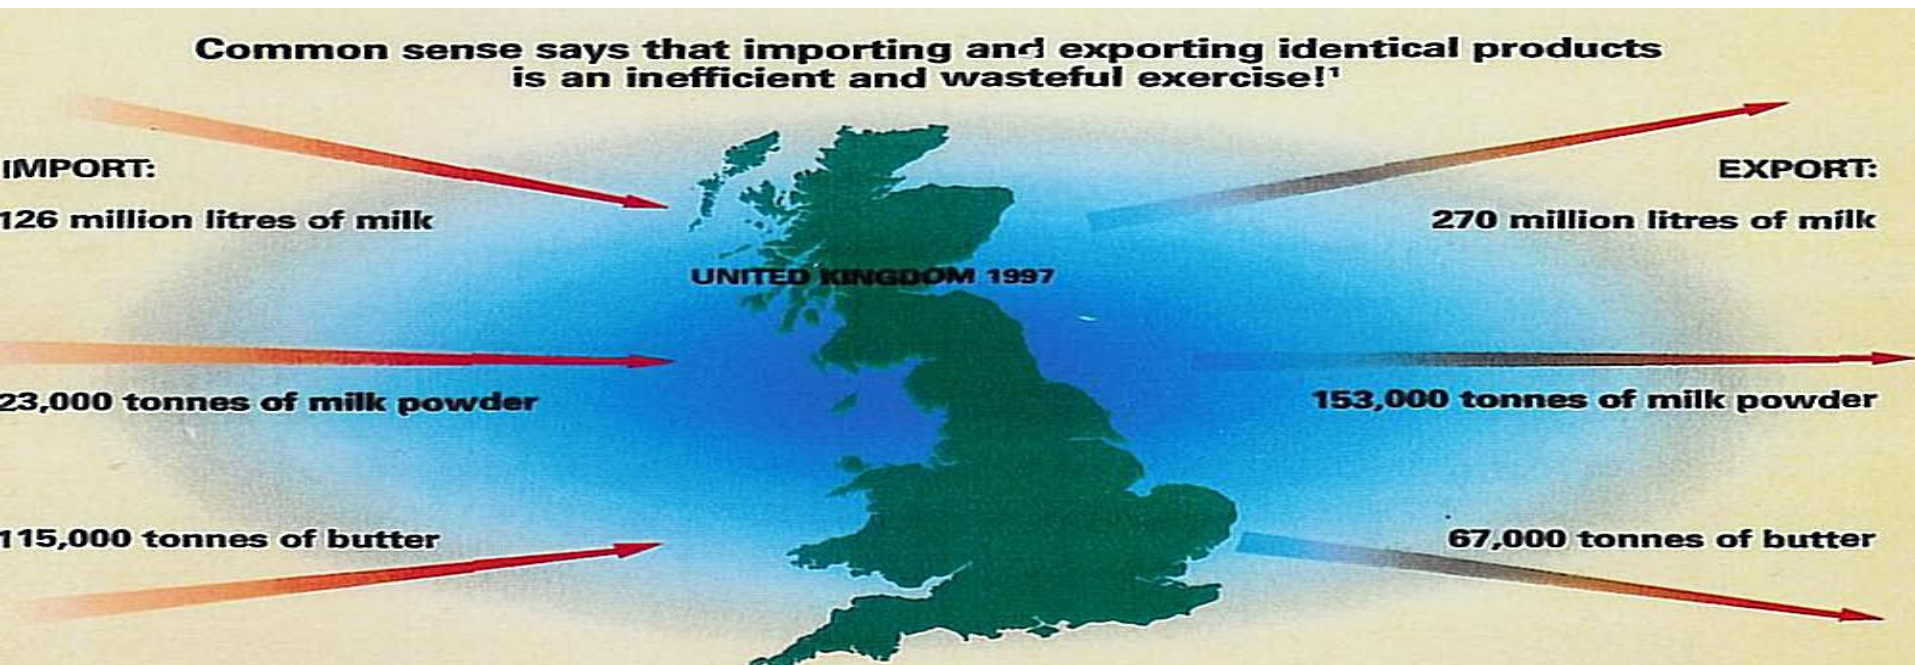 Common sense says that importing and exporting identical products
is an inefficient and wasteful exercise!¹
IMPORT:
126 million litres of milk
EXPORT:
270 million litres of milk
UNITED KINGDOM 1997
23,000 tonnes of milk powder
153,000 tonnes of milk powder
115,000 tonnes of butter
67,000 tonnes of butter